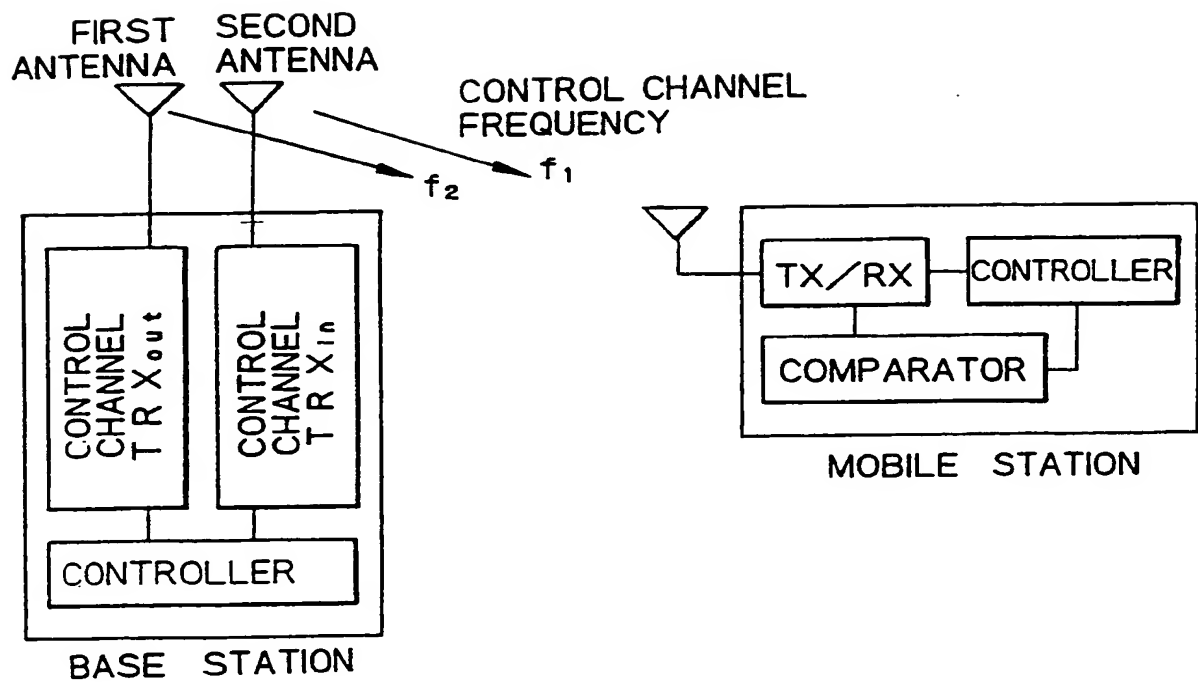 FIRST
ANTENNA
SECOND
ANTENNA
CONTROL CHANNEL
FREQUENCY
f2
f1
CONTROL
CHANNEL
TRXout
CONTROL
CHANNEL
TRXin
CONTROLLER
BASE STATION
TX/RX
CONTROLLER
COMPARATOR
MOBILE STATION